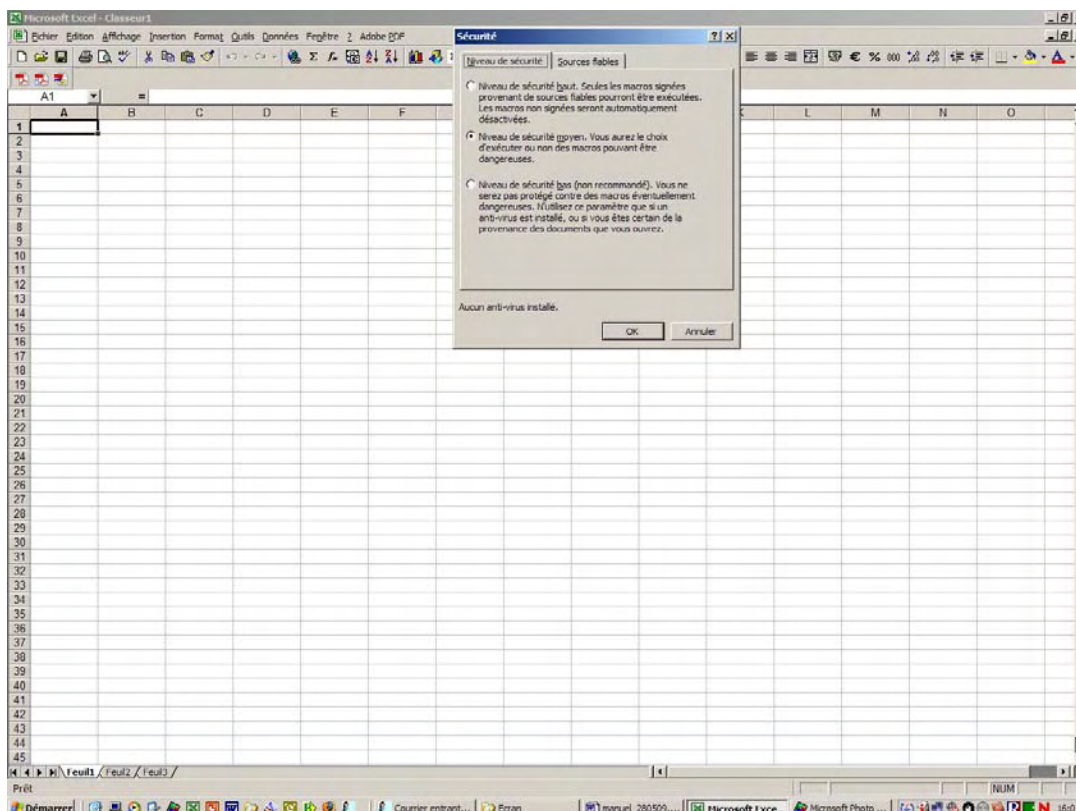 Microsoft Excel - Classeur1
Fichier Edition Affichage Insertion Format Outils Données Fenêtre ? Adobe PDF
A1 =
A B C D E F K L M N O
Sécurité
Niveau de sécurité Sources fiables
Niveau de sécurité haut. Seules les macros signées
provenant de sources fiables pourront être exécutées.
Les macros non signées seront automatiquement
désactivées.
Niveau de sécurité moyen. Vous aurez le choix
d'exécuter ou non des macros pouvant être
dangereuses.
Niveau de sécurité bas (non recommandé). Vous ne
serez pas protégé contre des macros éventuellement
dangereuses. N'utilisez ce paramètre que si un
anti-virus est installé, ou si vous êtes certain de la
provenance des documents que vous ouvrez.
Aucun anti-virus installé.
OK Annuler
1
2
3
4
5
6
7
8
9
10
11
12
13
14
15
16
17
18
19
20
21
22
23
24
25
26
27
28
29
30
31
32
33
34
35
36
37
38
39
40
41
42
43
44
45
Feuil1 Feuil2 Feuil3
Prêt NUM
Démarrer Courrier entrant... Ecran manuel 280509.... Microsoft Exce... Microsoft Photo ...